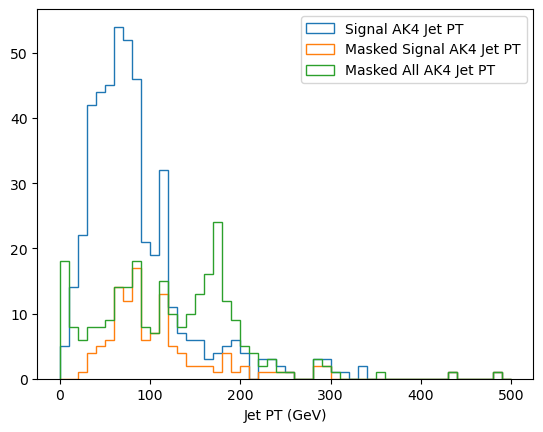 Signal AK4 Jet PT
Masked Signal AK4 Jet PT
Masked All AK4 Jet PT
50
40
30
20
10
0
0 100 200 300 400 500
Jet PT (GeV)